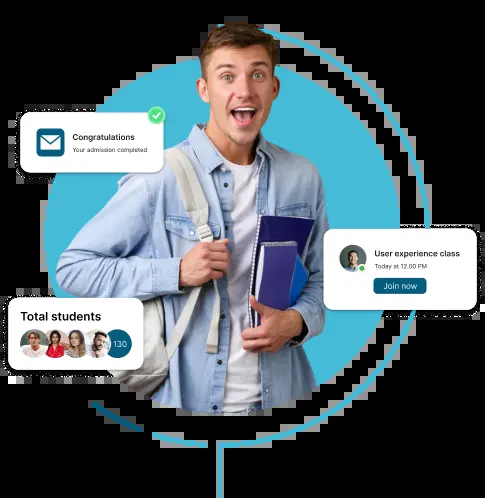 Congratulations
Your admission completed
User experience class
Today at 12.00 PM
Join now
Total students
130